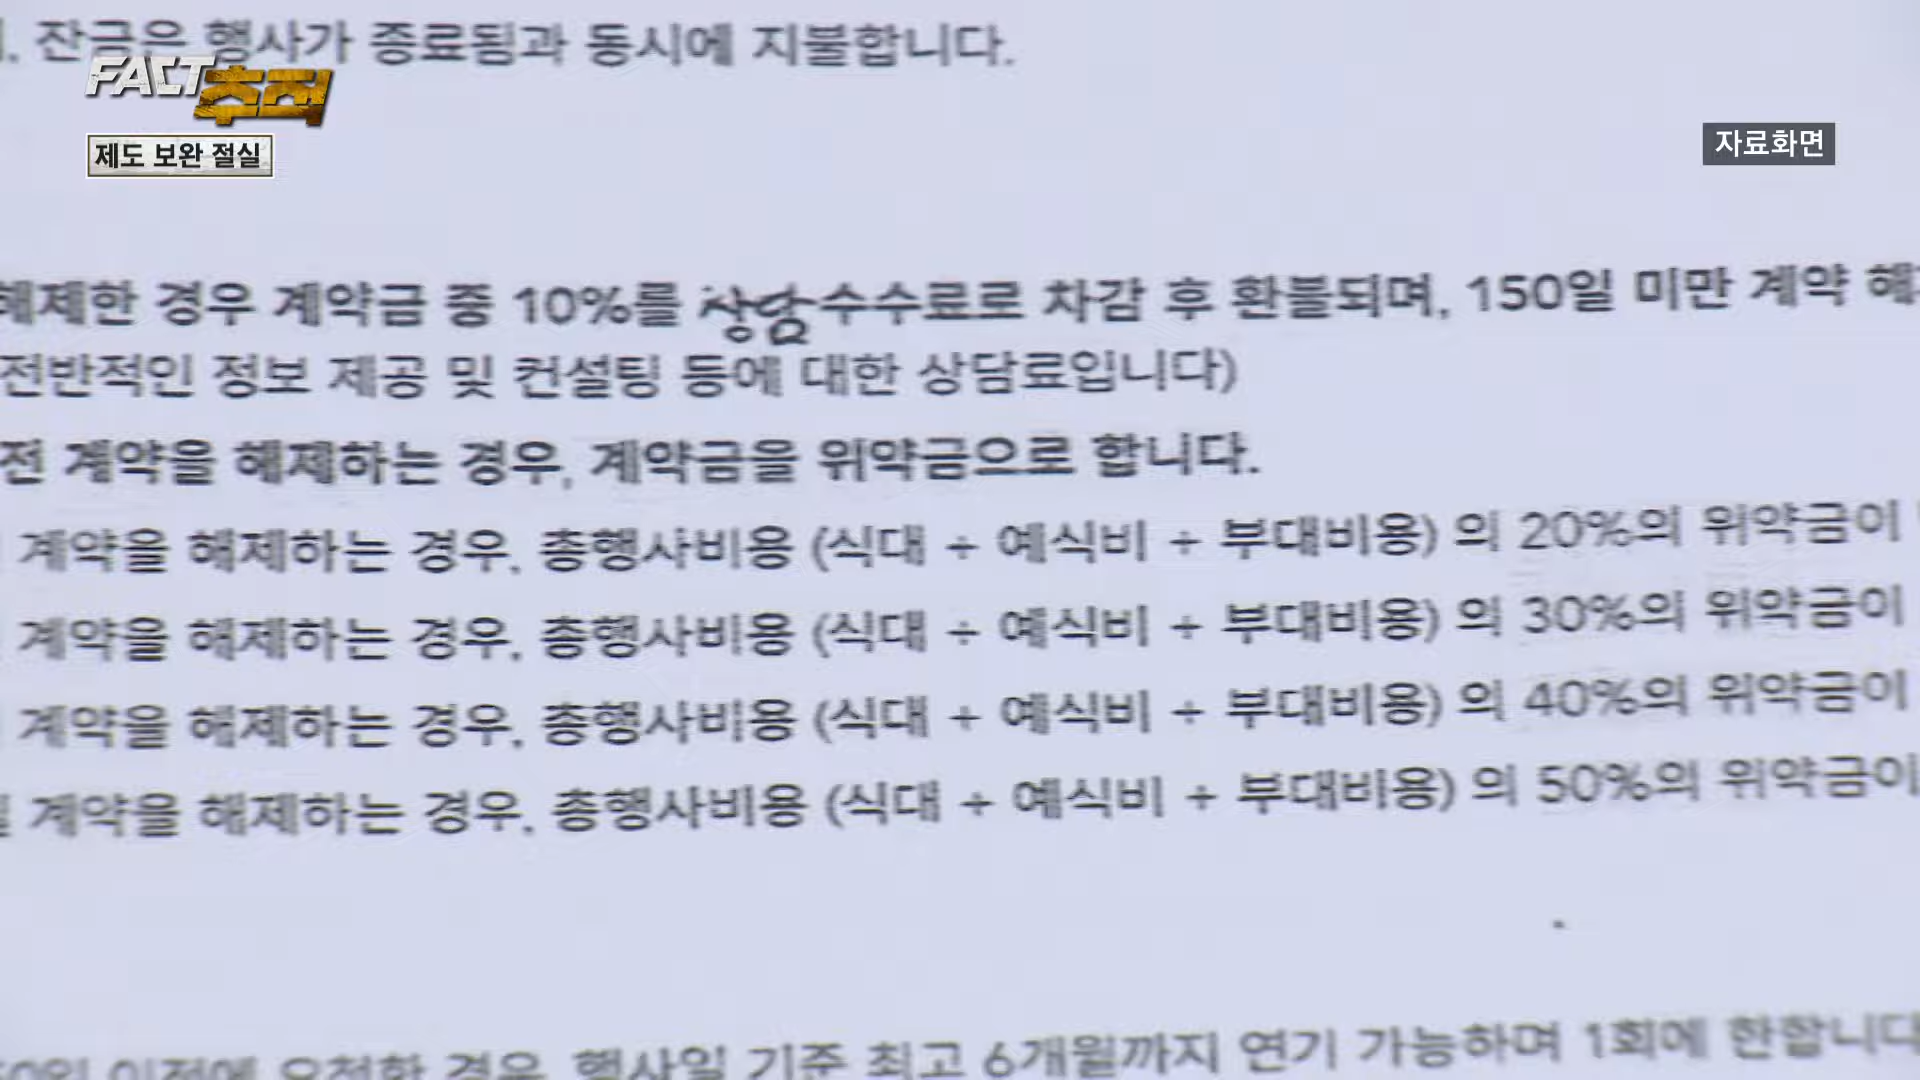 잔금은 행사가 종료됨과 동시에 지불합니다.
FACT추적
제도 보완 절실
자료화면
해제한 경우 계약금 중 10%를 상담수수료로 차감 후 환불되며, 150일 미만 계약
전반적인 정보 제공 및 컨설팅 등에 대한 상담료입니다)
전 계약을 해제하는 경우, 계약금을 위약금으로 합니다.
계약을 해제하는 경우, 총행사비용 (식대 + 예식비 + 부대비용) 의 20%의 위약금이
계약을 해제하는 경우, 총행사비용 (식대 + 예식비 + 부대비용) 의 30%의 위약금이
계약을 해제하는 경우, 총행사비용 (식대 + 예식비 + 부대비용) 의 40%의 위약금이
일 계약을 해제하는 경우, 총행사비용 (식대 + 예식비 + 부대비용) 의 50%의 위약금이
이전에 요청한 경우, 행사일 기준 최고 6개월까지 연기 가능하며 1회에 한합니다